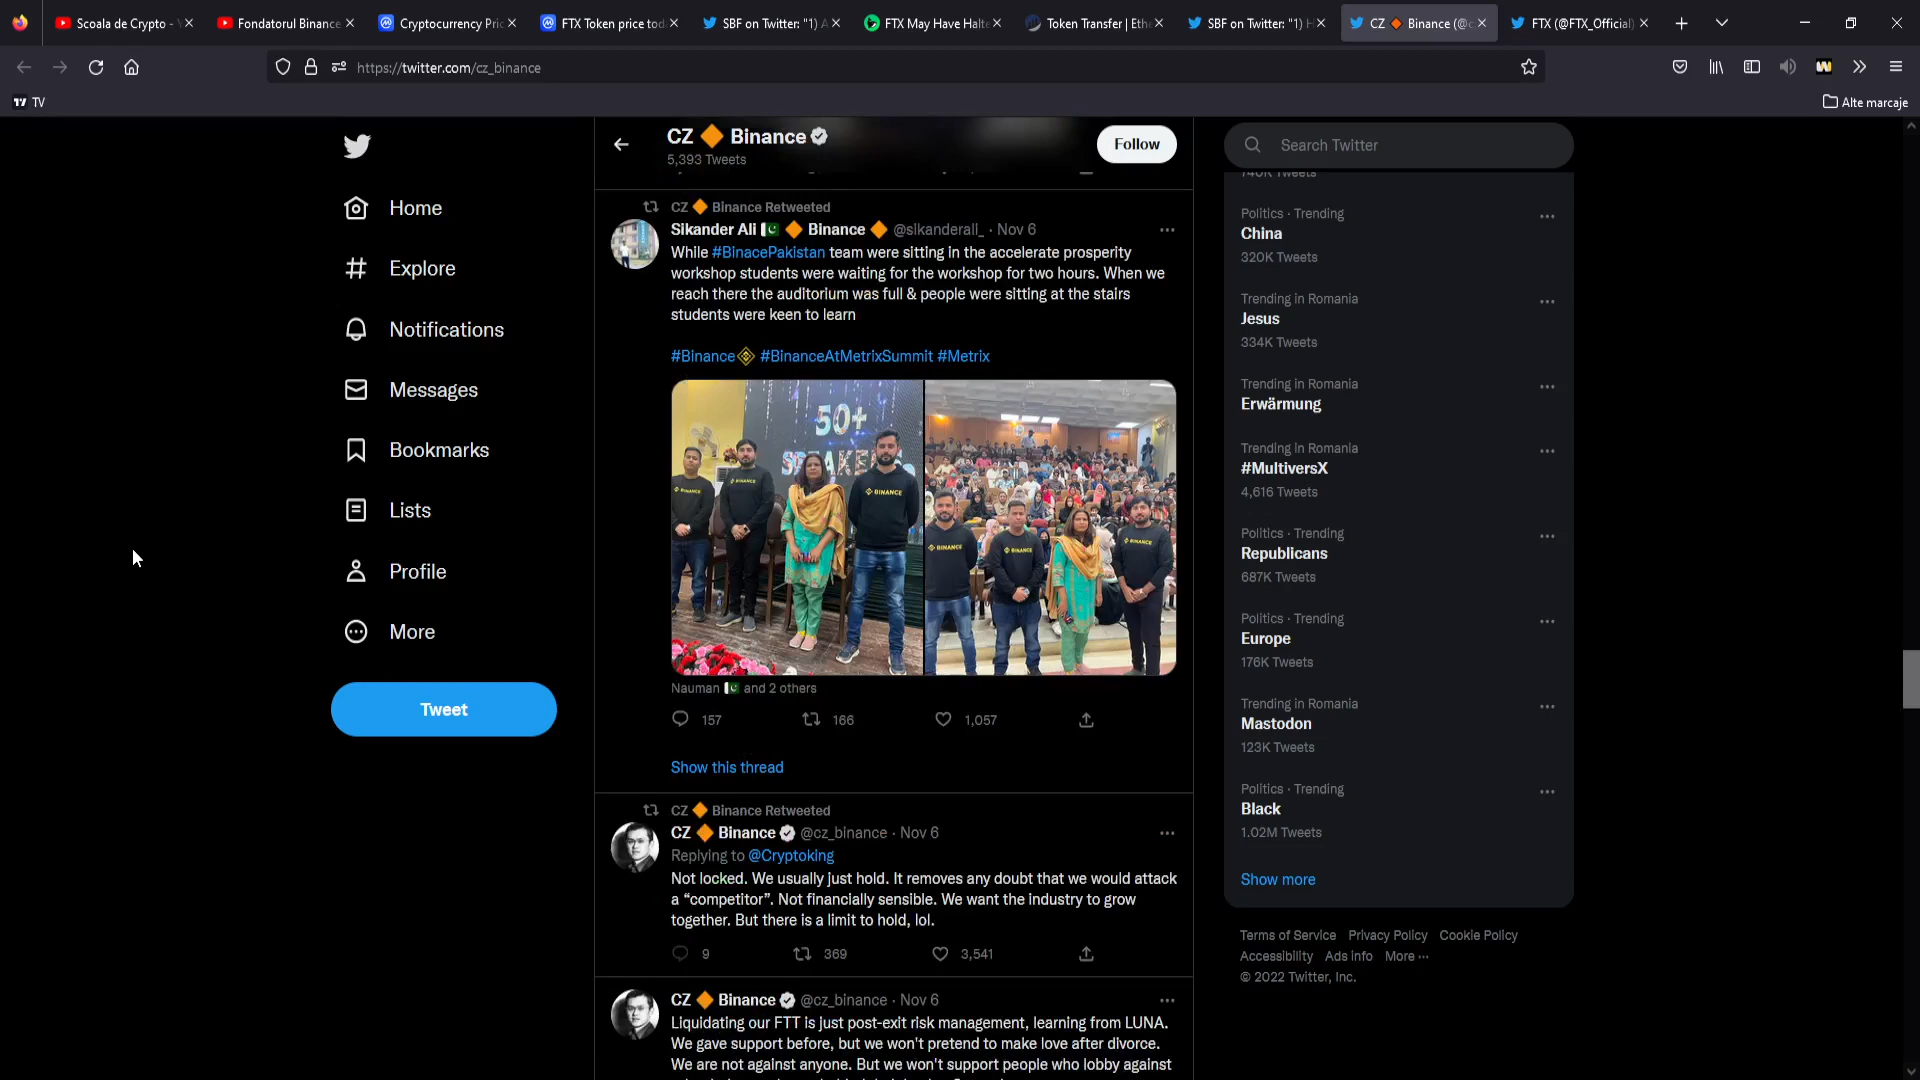 Scoala de Crypto -
Fondatorul Binance
Cryptocurrency Pric
FTX Token price tod
SBF on Twitter: "1) A
FTX May Have Halte
Token Transfer | Ethe
SBF on Twitter: "1) H
CZ 🔶 Binance (@c
FTX (@FTX_Official)
https://twitter.com/cz_binance
TV
Alte marcaje
Home
Explore
Notifications
Messages
Bookmarks
Lists
Profile
More
Tweet
CZ 🔶 Binance
5,393 Tweets
Follow
CZ 🔶 Binance Retweeted
Sikander Ali 🇵🇰 🔶 Binance 🔶 @sikanderali_ · Nov 6
While #BinacePakistan team were sitting in the accelerate prosperity
workshop students were waiting for the workshop for two hours. When we
reach there the auditorium was full & people were sitting at the stairs
students were keen to learn
#Binance #BinanceAtMetrixSummit #Metrix
50+
BINANCE
BINANCE
BINANCE
BINANCE
BINANCE
BINANCE
Nauman 🇵🇰 and 2 others
157 166 1,057
Show this thread
CZ 🔶 Binance Retweeted
CZ 🔶 Binance @cz_binance · Nov 6
Replying to @Cryptoking
Not locked. We usually just hold. It removes any doubt that we would attack
a “competitor”. Not financially sensible. We want the industry to grow
together. But there is a limit to hold, lol.
9 369 3,541
CZ 🔶 Binance @cz_binance · Nov 6
Liquidating our FTT is just post-exit risk management, learning from LUNA.
We gave support before, but we won't pretend to make love after divorce.
We are not against anyone. But we won't support people who lobby against
Search Twitter
740K Tweets
Politics · Trending
China
320K Tweets
Trending in Romania
Jesus
334K Tweets
Trending in Romania
Erwärmung
Trending in Romania
#MultiversX
4,616 Tweets
Politics · Trending
Republicans
687K Tweets
Politics · Trending
Europe
176K Tweets
Trending in Romania
Mastodon
123K Tweets
Politics · Trending
Black
1.02M Tweets
Show more
Terms of Service Privacy Policy Cookie Policy
Accessibility Ads info More ···
© 2022 Twitter, Inc.